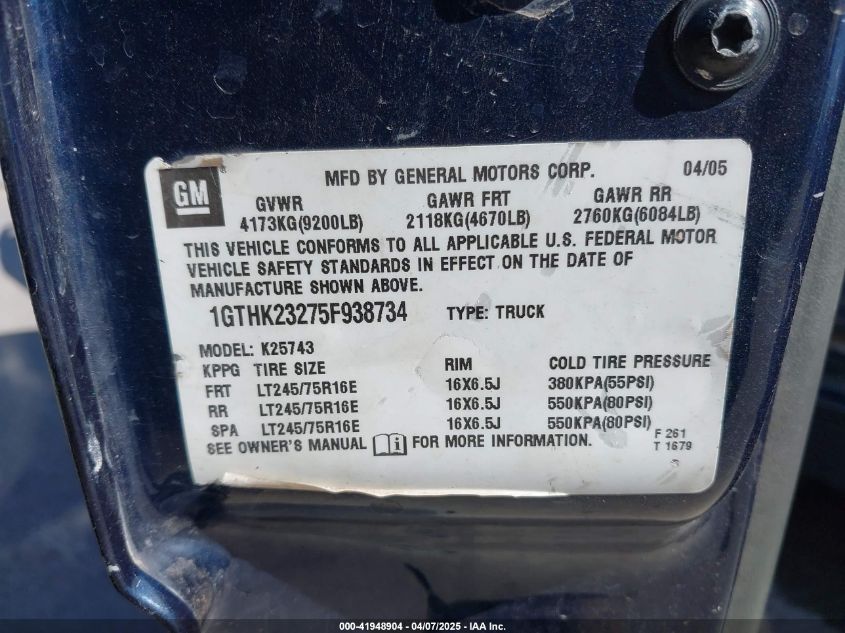 GM
MFD BY GENERAL MOTORS CORP. 04/05
GVWR GAWR FRT GAWR RR
4173KG(9200LB) 2118KG(4670LB) 2760KG(6084LB)
THIS VEHICLE CONFORMS TO ALL APPLICABLE U.S. FEDERAL MOTOR
VEHICLE SAFETY STANDARDS IN EFFECT ON THE DATE OF
MANUFACTURE SHOWN ABOVE.
1GTHK23275F938734 TYPE: TRUCK
MODEL: K25743
KPPG TIRE SIZE RIM COLD TIRE PRESSURE
FRT LT245/75R16E 16X6.5J 380KPA(55PSI)
RR LT245/75R16E 16X6.5J 550KPA(80PSI)
SPA LT245/75R16E 16X6.5J 550KPA(80PSI)
SEE OWNER'S MANUAL i FOR MORE INFORMATION.
F 261
T 1679
000-41948904 - 04/07/2025 - IAA Inc.